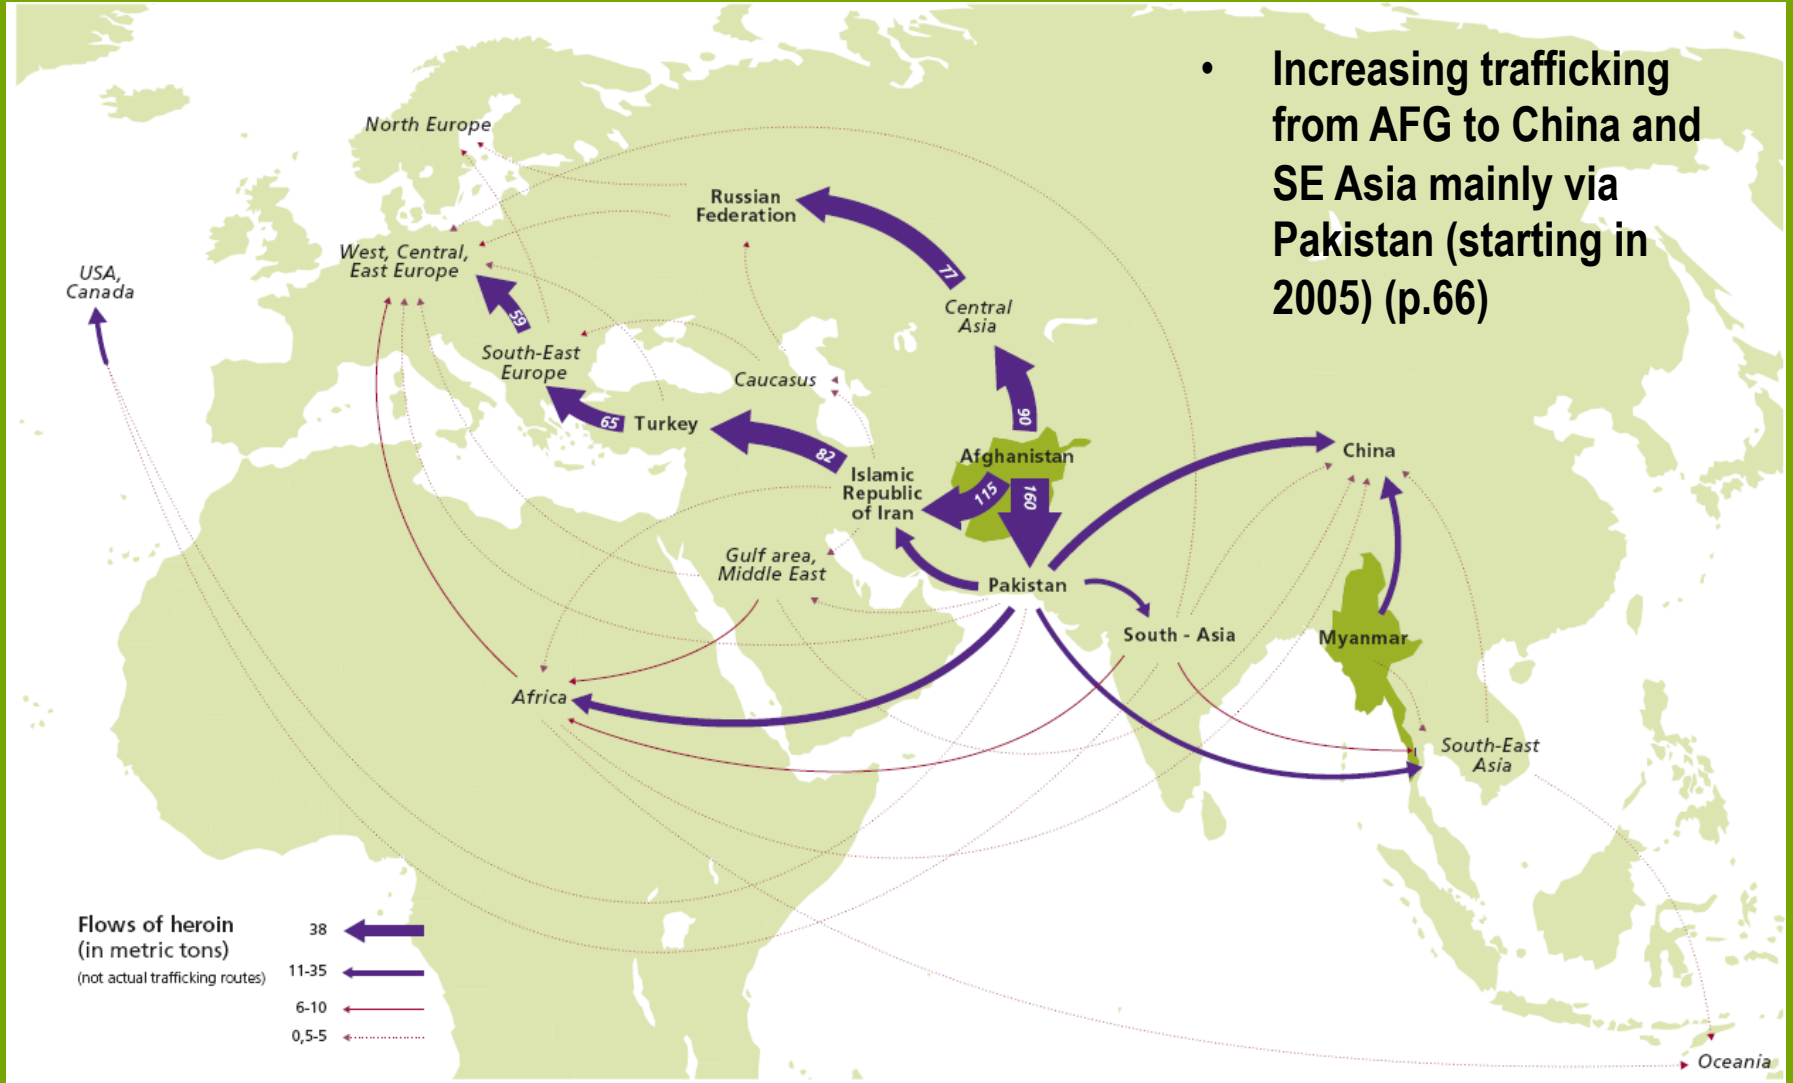 • Increasing trafficking
from AFG to China and
SE Asia mainly via
Pakistan (starting in
2005) (p.66)
North Europe
Russian
Federation
West, Central,
East Europe
USA,
Canada
77
Central
Asia
59
South-East
Europe
Caucasus
90
65
Turkey
82
Afghanistan
China
Islamic
Republic
of Iran
115
160
Gulf area,
Middle East
Pakistan
South - Asia
Myanmar
Africa
South-East
Asia
Flows of heroin
(in metric tons)
(not actual trafficking routes)
38
11-35
6-10
0,5-5
Oceania